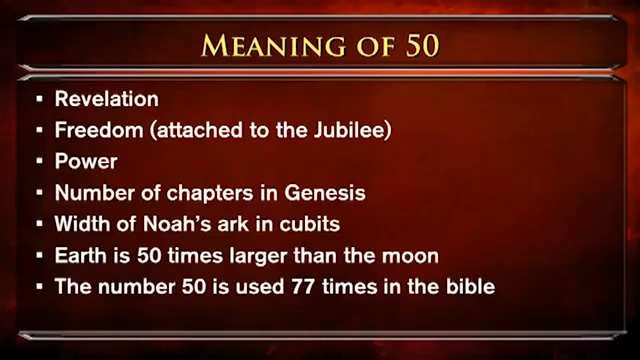 MEANING OF 50
▪ Revelation
▪ Freedom (attached to the Jubilee)
▪ Power
▪ Number of chapters in Genesis
▪ Width of Noah's ark in cubits
▪ Earth is 50 times larger than the moon
▪ The number 50 is used 77 times in the bible